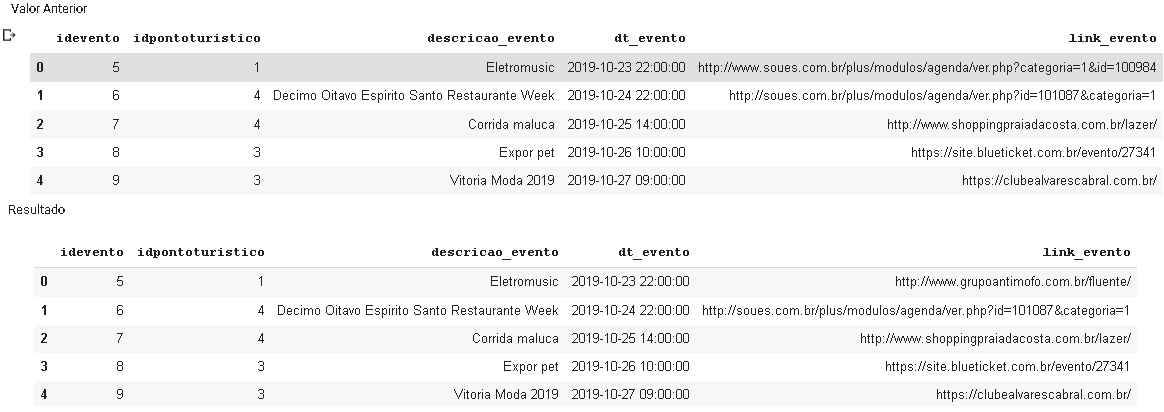 Valor Anterior
idevento idpontoturistico descricao_evento dt_evento link_evento
0 5 1 Eletromusic 2019-10-23 22:00:00 http://www.soues.com.br/plus/modulos/agenda/ver.php?categoria=1&id=100984
1 6 4 Decimo Oitavo Espirito Santo Restaurante Week 2019-10-24 22:00:00 http://soues.com.br/plus/modulos/agenda/ver.php?id=101087&categoria=1
2 7 4 Corrida maluca 2019-10-25 14:00:00 http://www.shoppingpraiadacosta.com.br/lazer/
3 8 3 Expor pet 2019-10-26 10:00:00 https://site.blueticket.com.br/evento/27341
4 9 3 Vitoria Moda 2019 2019-10-27 09:00:00 https://clubealvarescabral.com.br/
Resultado
idevento idpontoturistico descricao_evento dt_evento link_evento
0 5 1 Eletromusic 2019-10-23 22:00:00 http://www.grupoantimofo.com.br/fluente/
1 6 4 Decimo Oitavo Espirito Santo Restaurante Week 2019-10-24 22:00:00 http://soues.com.br/plus/modulos/agenda/ver.php?id=101087&categoria=1
2 7 4 Corrida maluca 2019-10-25 14:00:00 http://www.shoppingpraiadacosta.com.br/lazer/
3 8 3 Expor pet 2019-10-26 10:00:00 https://site.blueticket.com.br/evento/27341
4 9 3 Vitoria Moda 2019 2019-10-27 09:00:00 https://clubealvarescabral.com.br/